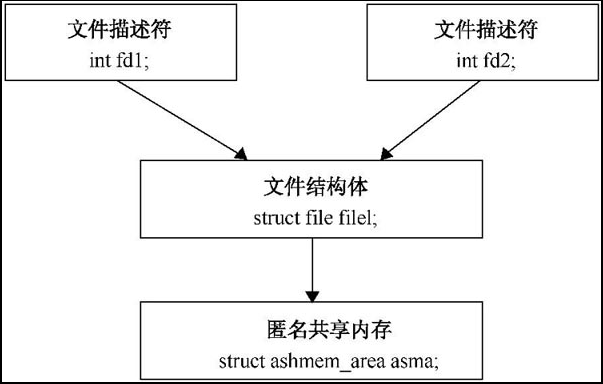 文件描述符
int fd1;
文件描述符
int fd2;
文件结构体
struct file filel;
匿名共享内存
struct ashmem_area asma;